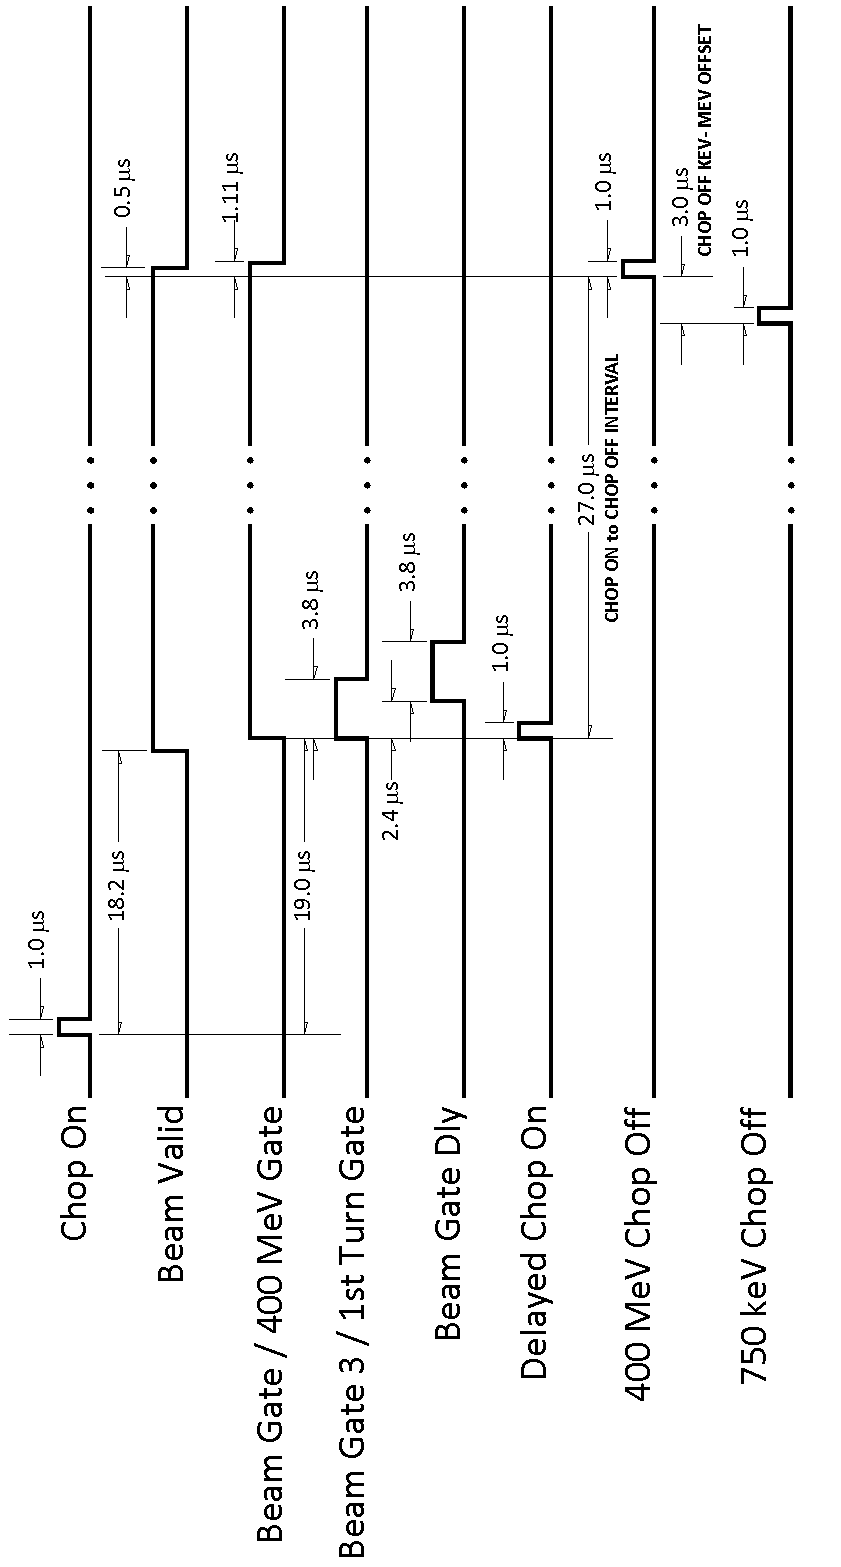 Chop On
1.0 µs
Beam Valid
18.2 µs
0.5 µs
Beam Gate / 400 MeV Gate
19.0 µs
1.11 µs
Beam Gate 3 / 1st Turn Gate
3.8 µs
Beam Gate Dly
2.4 µs
3.8 µs
Delayed Chop On
1.0 µs
27.0 µs
CHOP ON to CHOP OFF INTERVAL
400 MeV Chop Off
1.0 µs
3.0 µs
CHOP OFF KEV- MEV OFFSET
750 keV Chop Off
1.0 µs